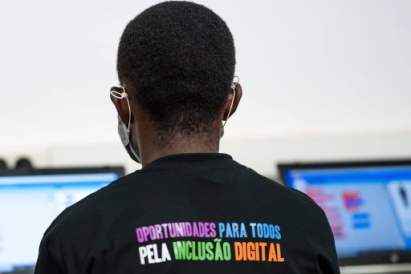 OPORTUNIDADES PARA TODOS
PELA INCLUSÃO DIGITAL